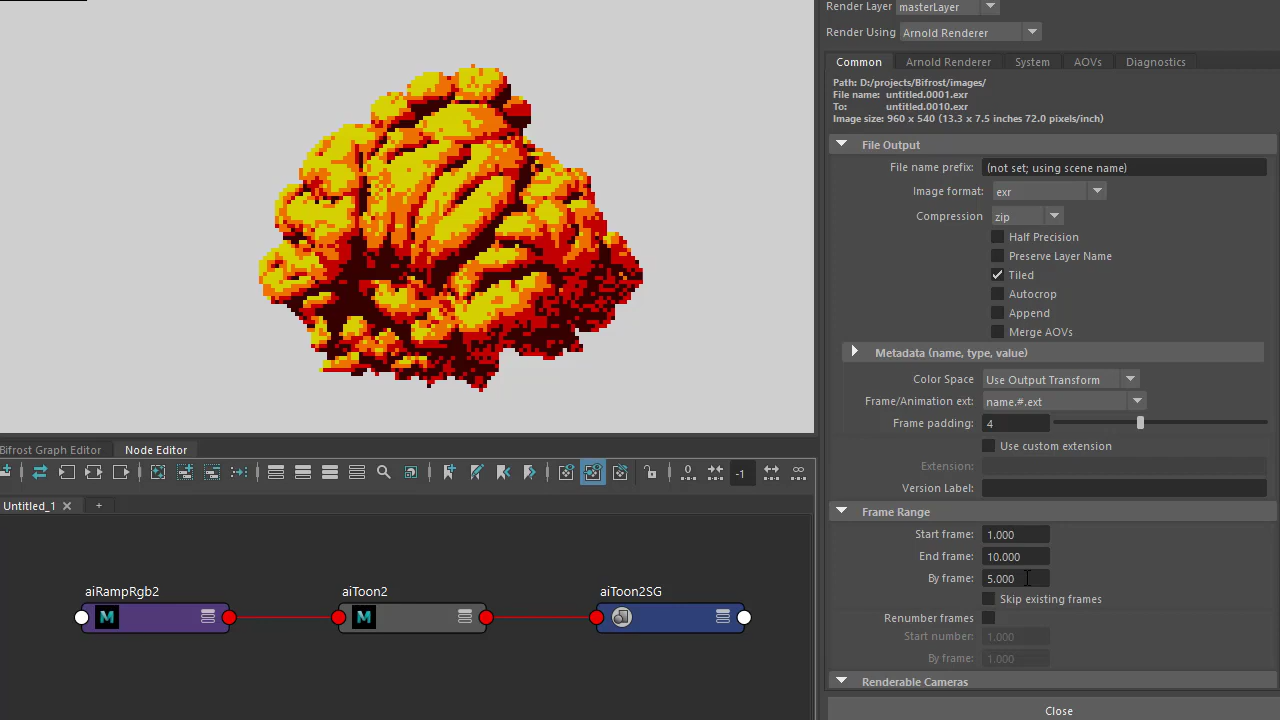 Render Layer masterLayer
Render Using Arnold Renderer
Common Arnold Renderer System AOVs Diagnostics
Path: D:/projects/Bifrost/images/
File name: untitled.0001.exr
To: untitled.0010.exr
Image size: 960 x 540 (13.3 x 7.5 inches 72.0 pixels/inch)
File Output
File name prefix: (not set; using scene name)
Image format: exr
Compression zip
Half Precision
Preserve Layer Name
Tiled
Autocrop
Append
Merge AOVs
Metadata (name, type, value)
Color Space Use Output Transform
Frame/Animation ext: name.#.ext
Frame padding: 4
Use custom extension
Extension:
Version Label:
Frame Range
Start frame: 1.000
End frame: 10.000
By frame: 5.000
Skip existing frames
Renumber frames
Start number: 1.000
By frame: 1.000
Renderable Cameras
Close
Bifrost Graph Editor Node Editor
0 -1
Untitled_1 × +
aiRampRgb2 aiToon2 aiToon2SG
M M